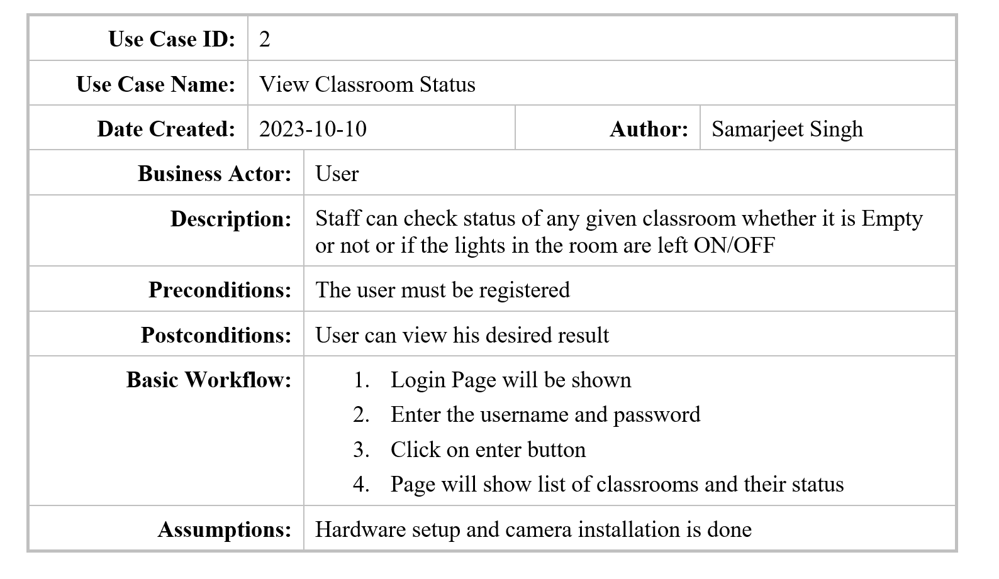 Use Case ID: 2
Use Case Name: View Classroom Status
Date Created: 2023-10-10 Author: Samarjeet Singh
Business Actor: User
Description: Staff can check status of any given classroom whether it is Empty
or not or if the lights in the room are left ON/OFF
Preconditions: The user must be registered
Postconditions: User can view his desired result
Basic Workflow: 1. Login Page will be shown
2. Enter the username and password
3. Click on enter button
4. Page will show list of classrooms and their status
Assumptions: Hardware setup and camera installation is done